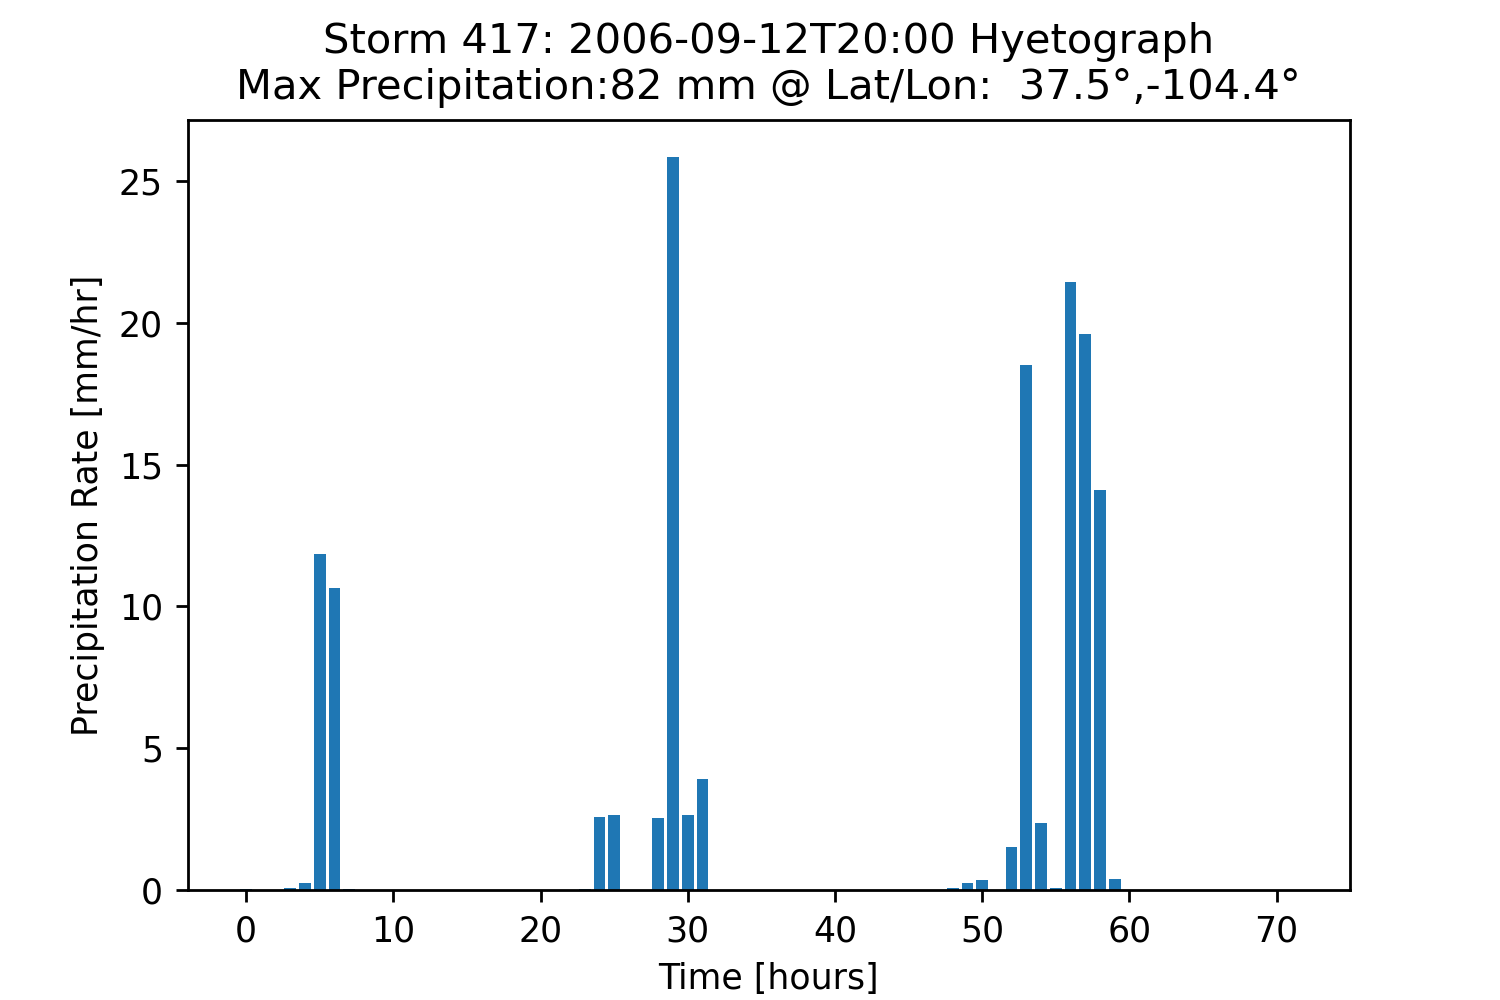 Storm 417: 2006-09-12T20:00 Hyetograph
Max Precipitation:82 mm @ Lat/Lon:  37.5°,-104.4°
Precipitation Rate [mm/hr]
25
20
15
10
5
0
0 10 20 30 40 50 60 70
Time [hours]